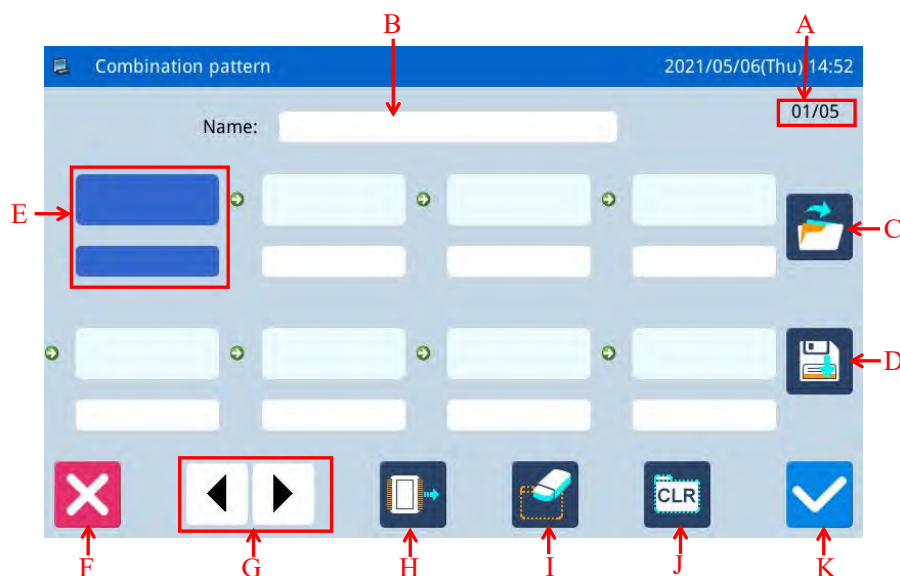 B
A
Combination pattern 2021/05/06(Thu) 14:52
Name:
01/05
E
C
D
CLR
F
G
H
I
J
K